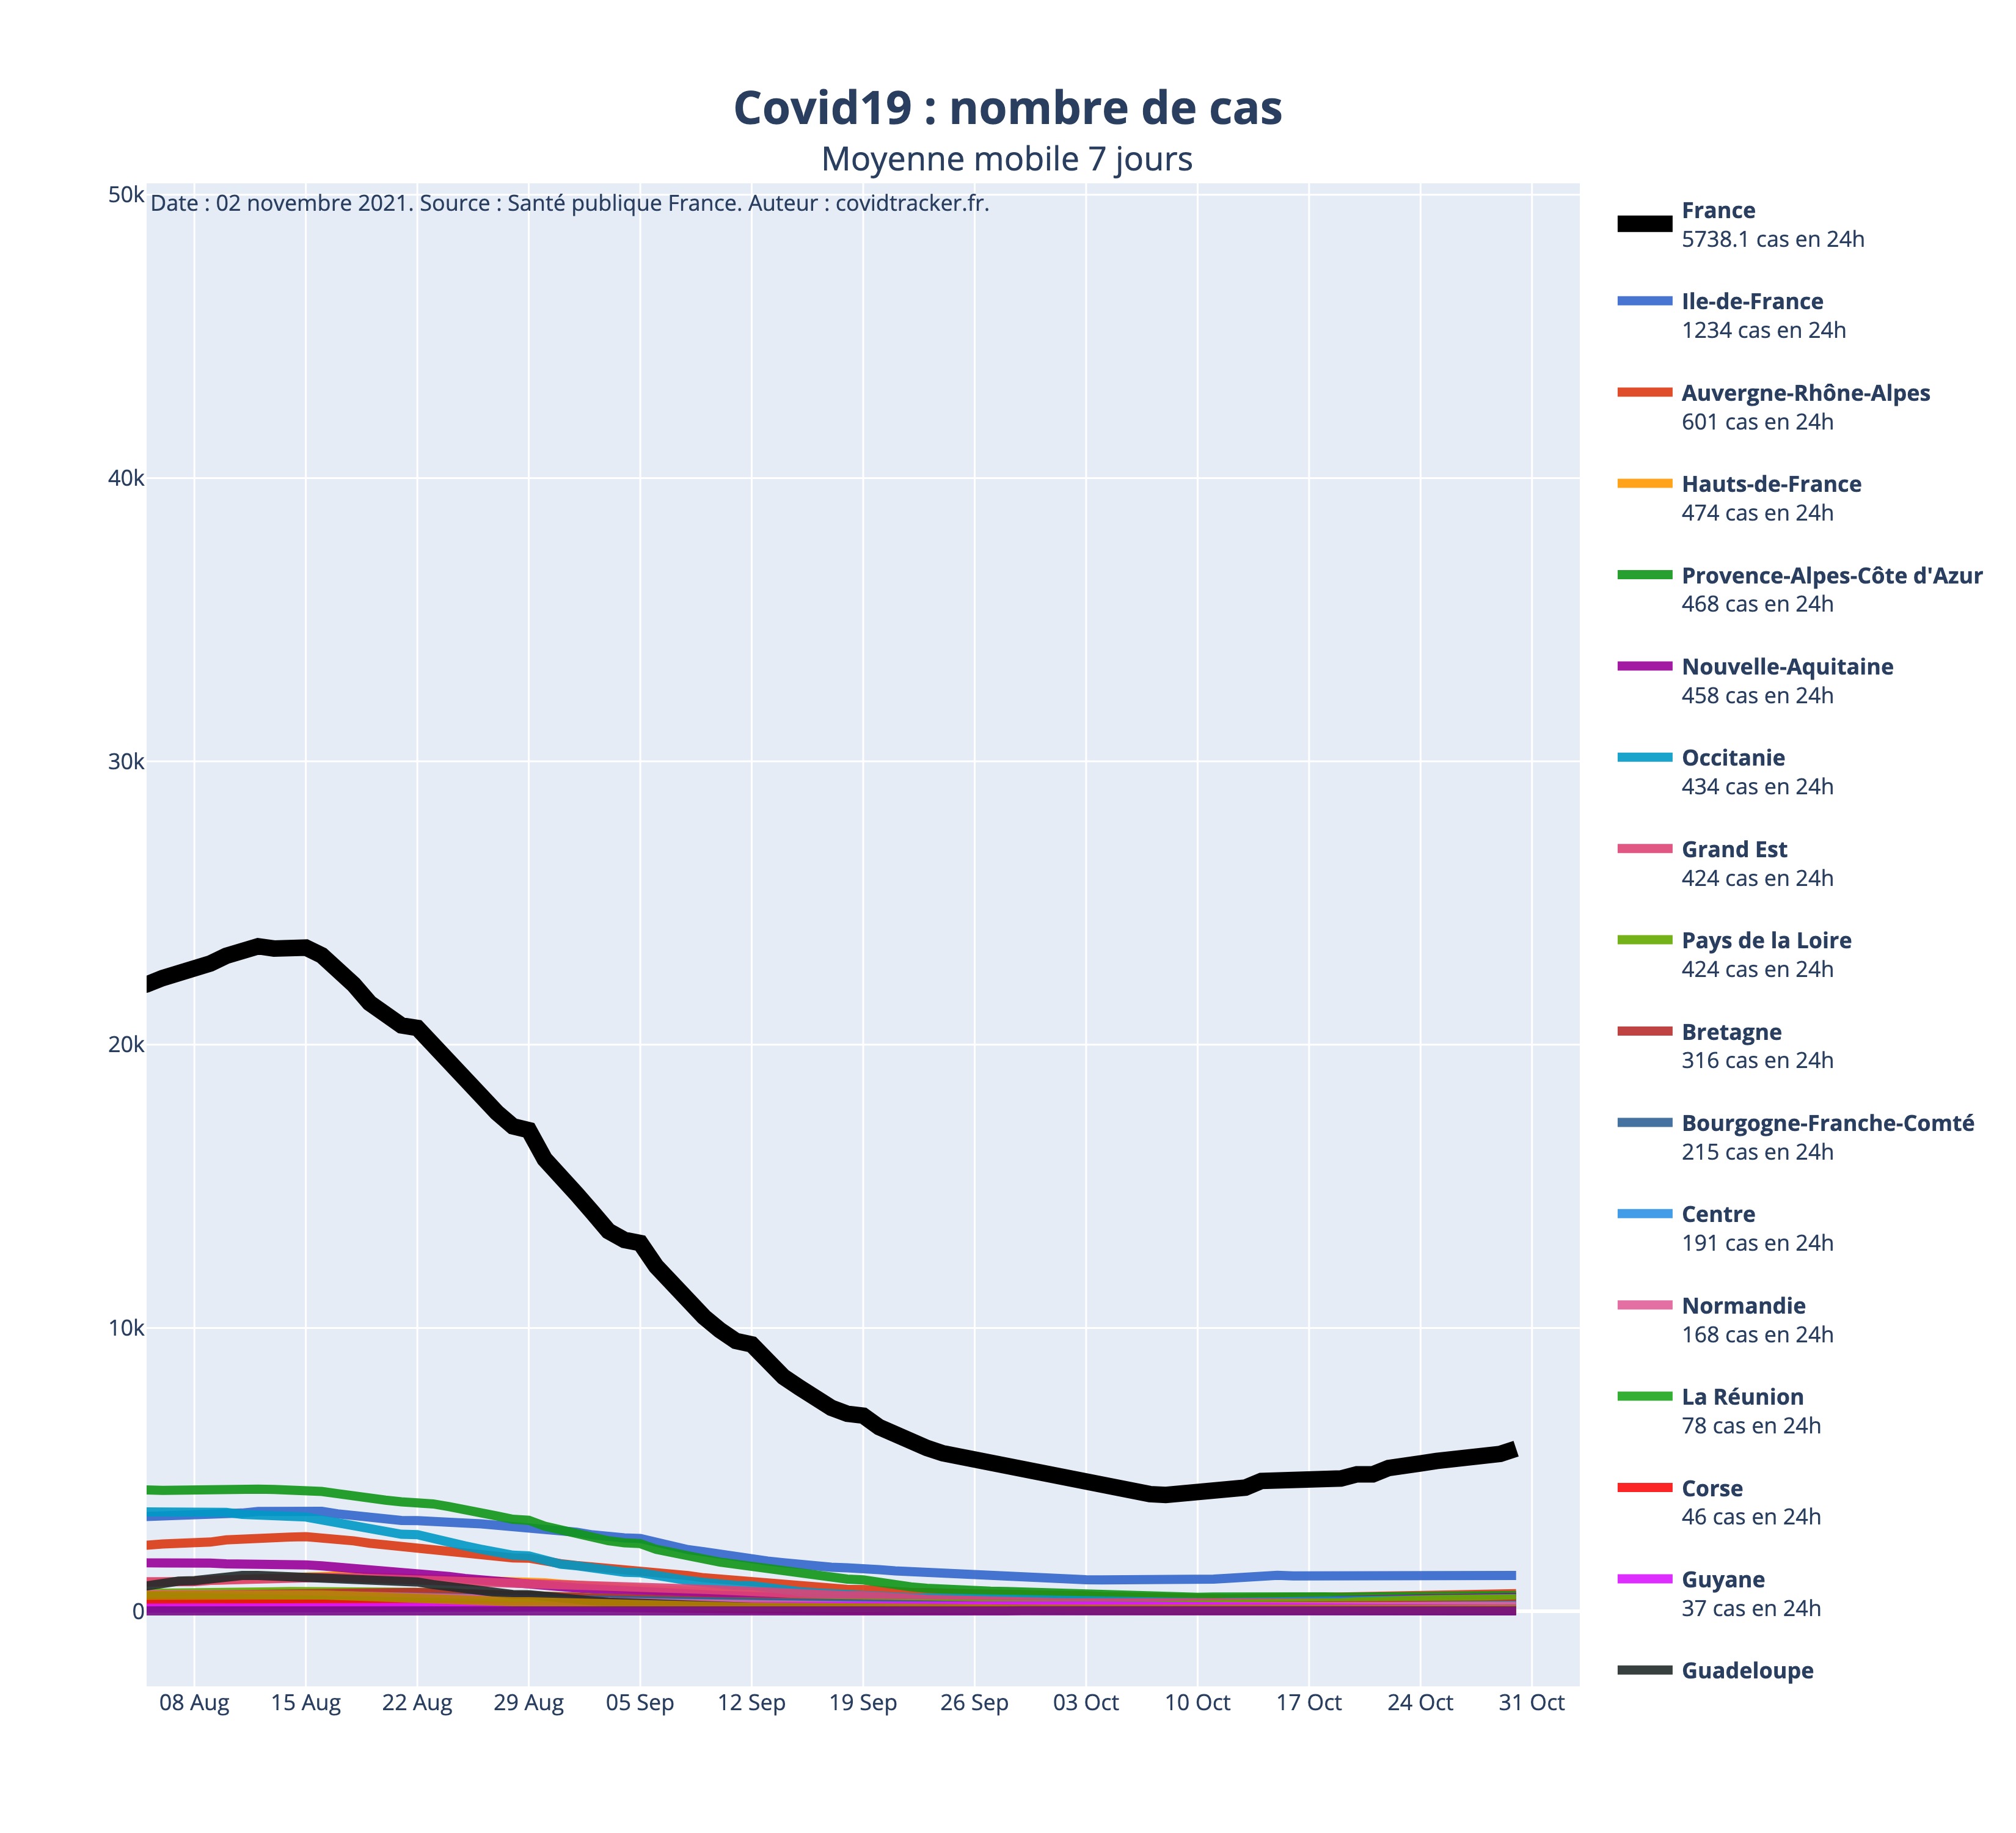 Covid19 : nombre de cas
Moyenne mobile 7 jours
Date : 02 novembre 2021. Source : Santé publique France. Auteur : covidtracker.fr.
50k
40k
30k
20k
10k
0
08 Aug
15 Aug
22 Aug
29 Aug
05 Sep
12 Sep
19 Sep
26 Sep
03 Oct
10 Oct
17 Oct
24 Oct
31 Oct
France
5738.1 cas en 24h
Ile-de-France
1234 cas en 24h
Auvergne-Rhône-Alpes
601 cas en 24h
Hauts-de-France
474 cas en 24h
Provence-Alpes-Côte d'Azur
468 cas en 24h
Nouvelle-Aquitaine
458 cas en 24h
Occitanie
434 cas en 24h
Grand Est
424 cas en 24h
Pays de la Loire
424 cas en 24h
Bretagne
316 cas en 24h
Bourgogne-Franche-Comté
215 cas en 24h
Centre
191 cas en 24h
Normandie
168 cas en 24h
La Réunion
78 cas en 24h
Corse
46 cas en 24h
Guyane
37 cas en 24h
Guadeloupe